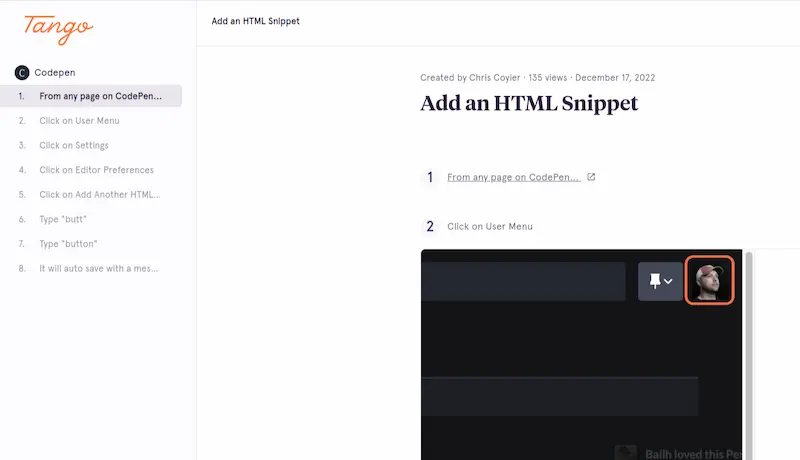 Tango
Add an HTML Snippet
C Codepen
1. From any page on CodePen...
2. Click on User Menu
3. Click on Settings
4. Click on Editor Preferences
5. Click on Add Another HTML...
6. Type "butt"
7. Type "button"
8. It will auto save with a mes...
Created by Chris Coyier · 135 views · December 17, 2022
Add an HTML Snippet
1 From any page on CodePen...
2 Click on User Menu
loved this Pen